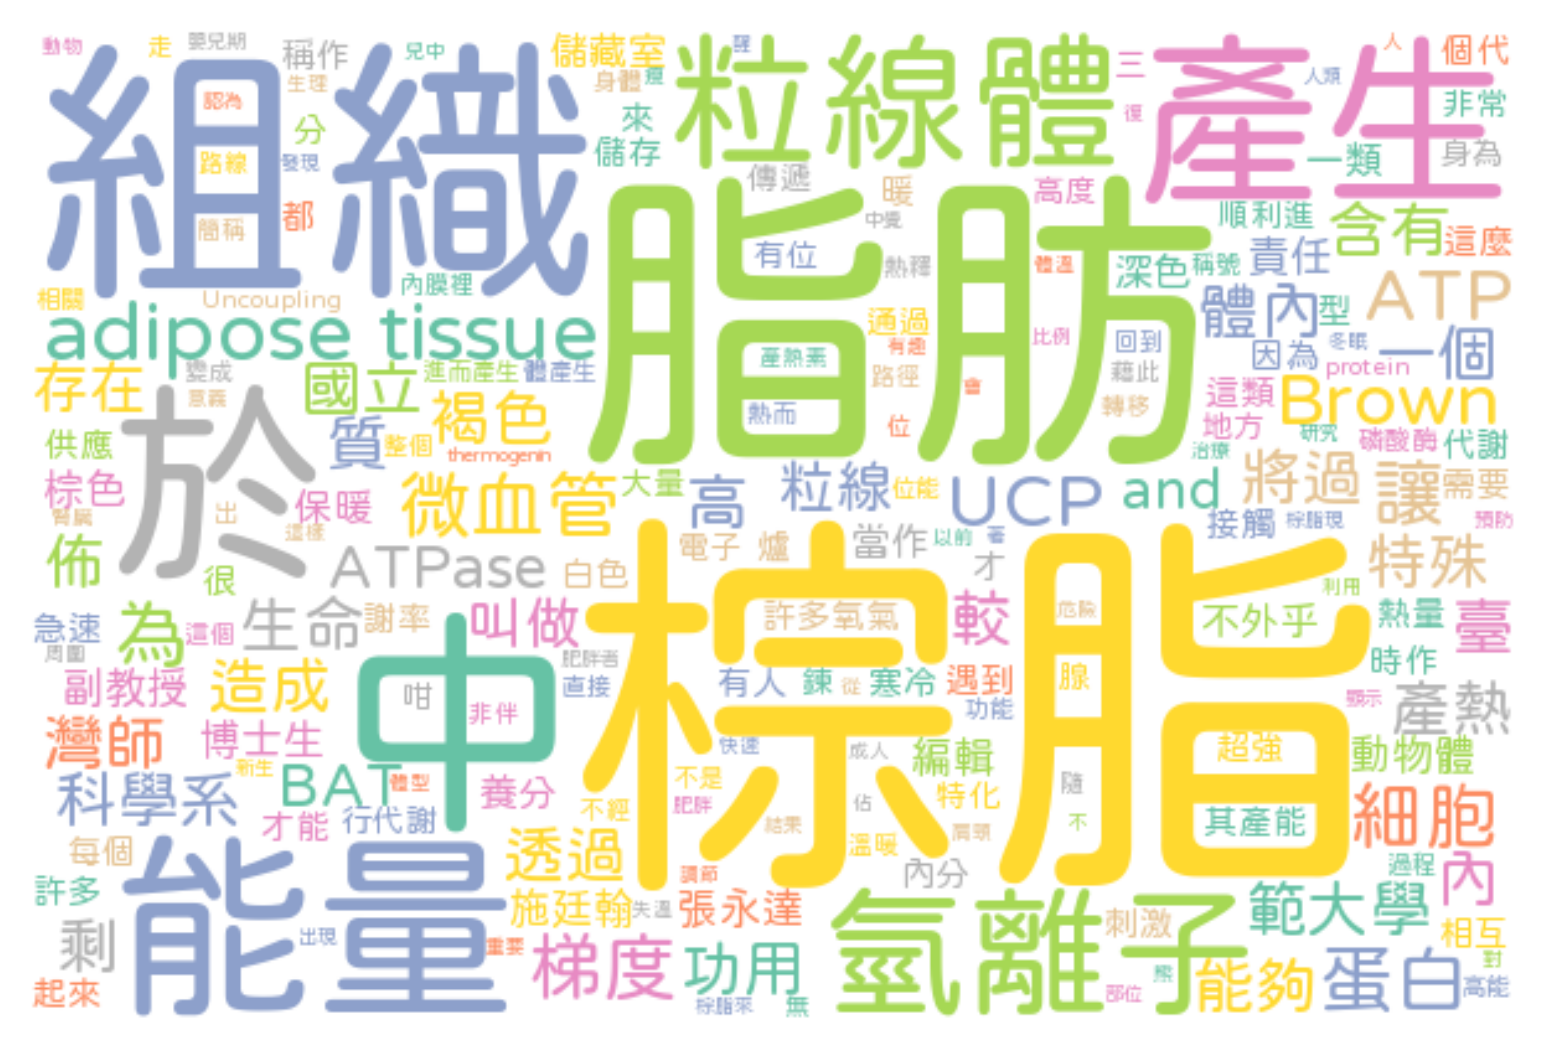 動物
走
嬰兒期
稱作
兒中
儲藏室
醒
粒線體
三
產生
人
個代
組織
認為
生理
身體
瘦
人類
非常
分
來
復
路線
發現
儲存
一類
身為
傳遞
暖
高度
脂肪
簡稱
都
中覺
順利進
含有
這麼
有位
熱釋
體溫
深色
稱號
責任
相關
Uncoupling
內膜裡
體內
型
ATP
adipose tissue
通過
有趣
比例
回到
因為
冬眠
一個
存在
變成
國立
進而產生
體產生
產熱素
路徑
會
藉此
protein
意義
於
褐色
熱而
位
轉移
這類
Brown
供應
質
整個
thermogenin
地方
研究
磷酸酶
代謝
治療
棕色
保暖
微血管
大量
高
粒線
位能
UCP
and
將過
讓
需要
腎臟
出
這樣
接觸
棕脂現
預防
佈
很
ATPase
白色
電子
爐
當作
以前
著
才
特殊
棕脂
利用
急速
為
這個
生命
謝率
叫做
許多氧氣
較
危險
不外乎
熱量
臺
周圍
肥胖者
時作
副教授
造成
中
咁
直接
有人
鍊
從
寒冷
遇到
腺
顯示
產熱
非伴
功能
灣師
博士生
快速
成人
編輯
超強
動物體
新生
科學系
BAT
體型
養分
不是
不經
肥胖
特化
隨
佔
才能
行代謝
結果
溫暖
肩頸
不
其產能
細胞
每個
能量
透過
調節
內分
過程
內
許多
施廷翰
失溫
張永達
氫離子
刺激
範大學
剩
出現
重要
梯度
功用
相互
對
起來
棕脂來
無
部位
熊
能夠
蛋白
高能